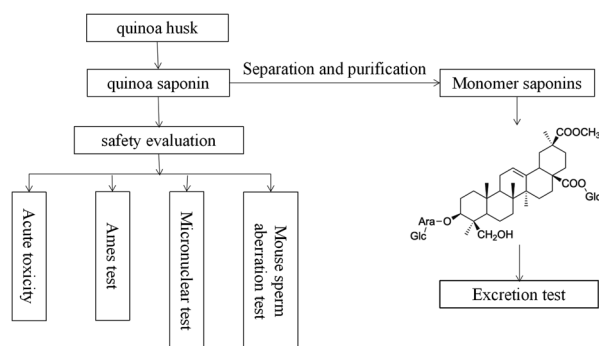 quinoa husk
quinoa saponin
Separation and purification
Monomer saponins
safety evaluation
Acute toxicity
Ames test
Micronuclear test
Mouse sperm
aberration test
COOCH3
COO
Glc
Ara
O
Glc
CH2OH
Excretion test